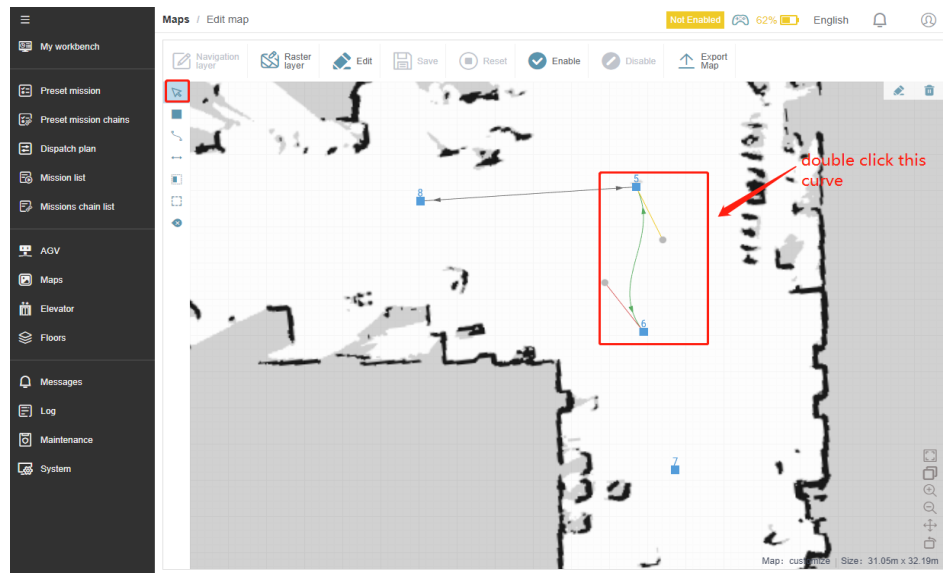 Maps / Edit map
Not Enabled
62%
English
My workbench
Preset mission
Preset mission chains
Dispatch plan
Mission list
Missions chain list
AGV
Maps
Elevator
Floors
Messages
Log
Maintenance
System
Navigation
layer
Raster
layer
Edit
Save
Reset
Enable
Disable
Export
Map
double click this
curve
8
5
6
7
Map: customize | Size: 31.05m x 32.19m